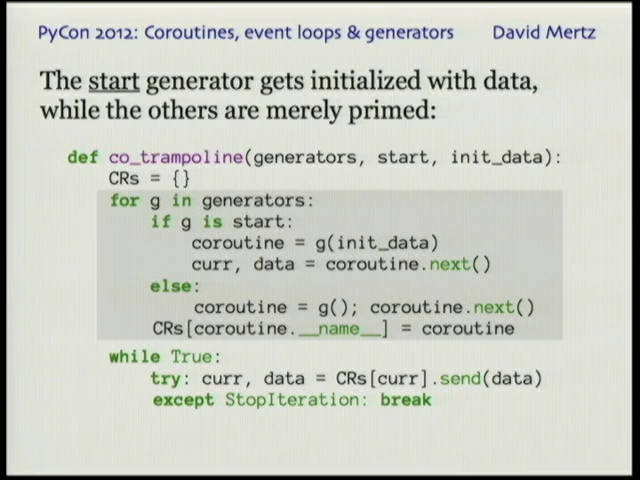 PyCon 2012: Coroutines, event loops & generators David Mertz
The start generator gets initialized with data,
while the others are merely primed:
def co_trampoline(generators, start, init_data):
    CRs = {}
    for g in generators:
        if g is start:
            coroutine = g(init_data)
            curr, data = coroutine.next()
        else:
            coroutine = g(); coroutine.next()
        CRs[coroutine.__name__] = coroutine
    while True:
        try: curr, data = CRs[curr].send(data)
        except StopIteration: break